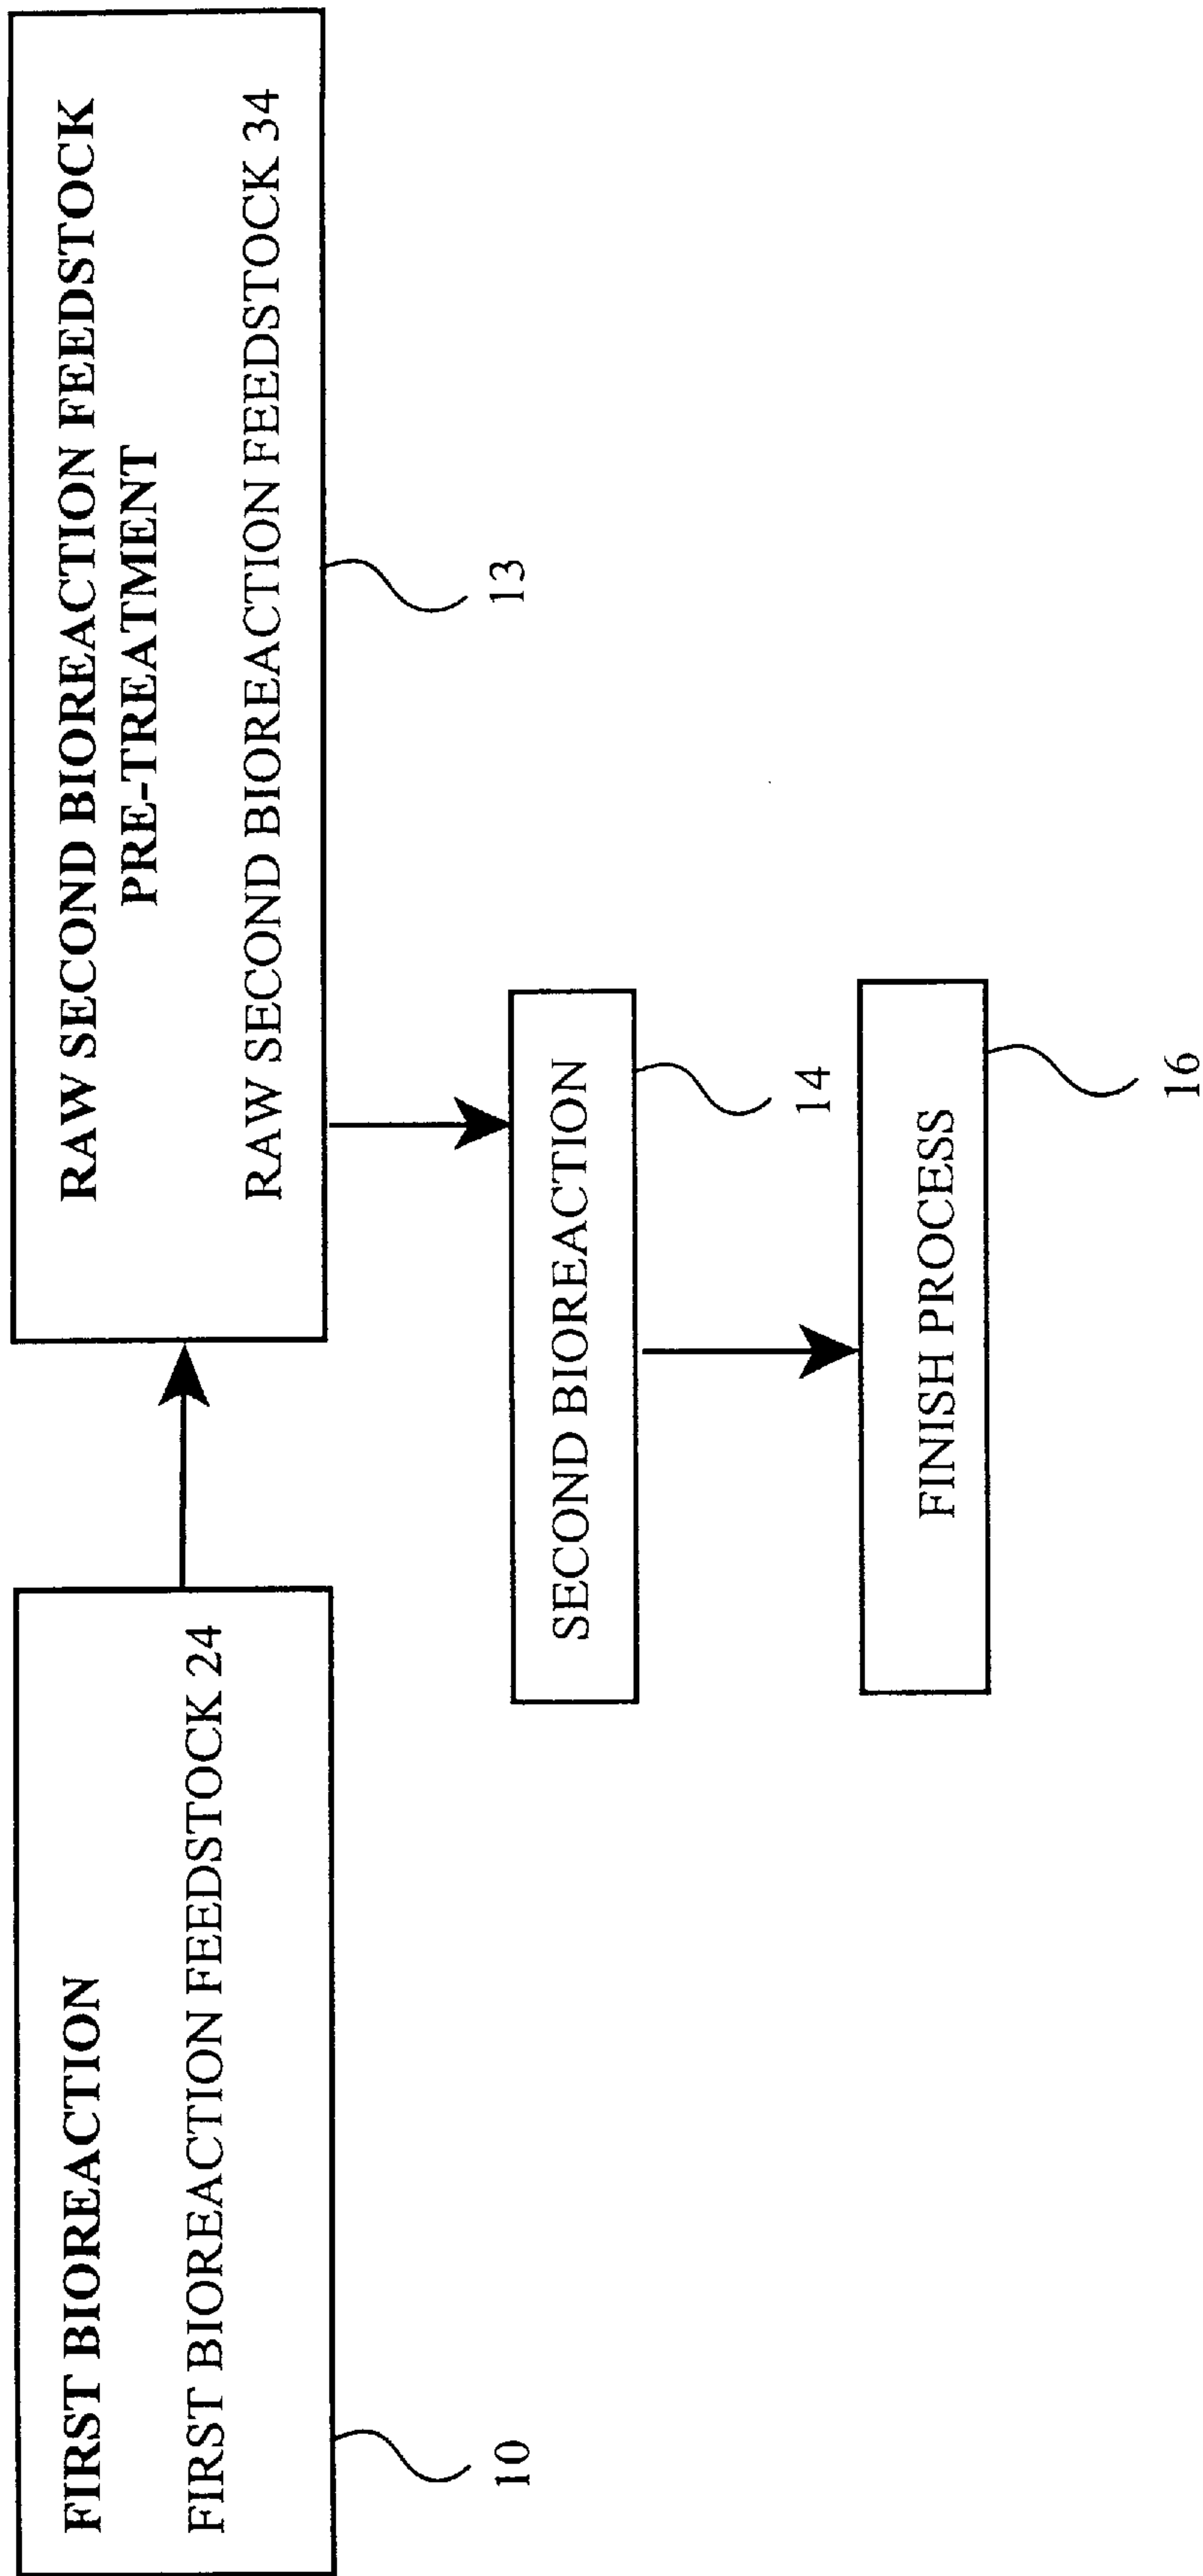 FIRST BIOREACTION
FIRST BIOREACTION FEEDSTOCK 24
10
RAW SECOND BIOREACTION FEEDSTOCK
PRE-TREATMENT
RAW SECOND BIOREACTION FEEDSTOCK 34
13
SECOND BIOREACTION
14
FINISH PROCESS
16